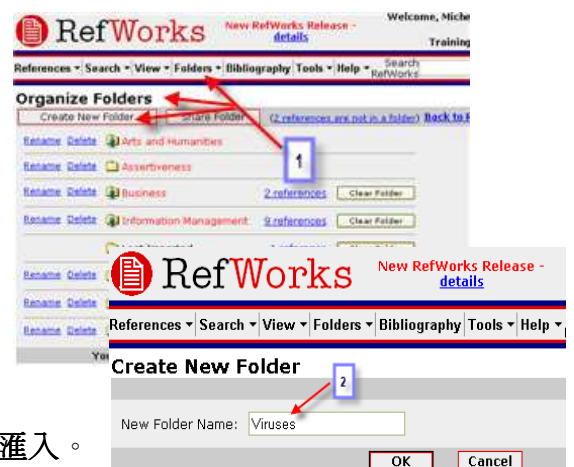 RefWorks
New RefWorks Release -
details
Welcome, Miche
Training
References Search View Folders Bibliography Tools Help Search RefWorks
Organize Folders
Create New Folder Share Folder (2 references are not in a folder) Back to
1
Rename Delete Arts and Humanities
Rename Delete Assertiveness
Rename Delete Business 2 references Clear Folder
Rename Delete Information Management 9 references Clear Folder
Last Imported
Rename Delete
Rename Delete
Rename Delete
RefWorks
New RefWorks Release -
details
References Search View Folders Bibliography Tools Help
Create New Folder
2
New Folder Name: Viruses
OK Cancel
匯入。